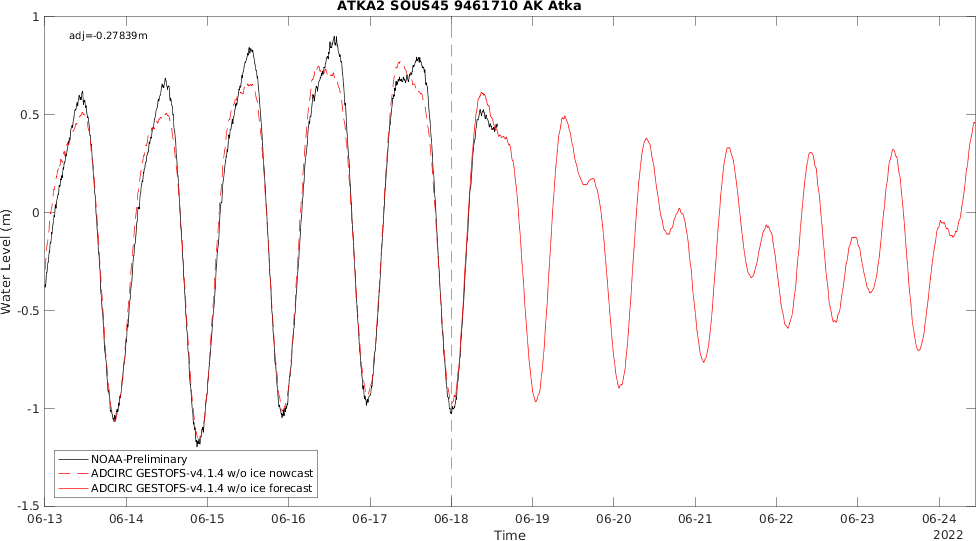 ATKA2 SOUS45 9461710 AK Atka
adj=-0.27839m
Water Level (m)
1
0.5
0
-0.5
-1
-1.5
NOAA-Preliminary
ADCIRC GESTOFS-v4.1.4 w/o ice nowcast
ADCIRC GESTOFS-v4.1.4 w/o ice forecast
06-13 06-14 06-15 06-16 06-17 06-18 06-19 06-20 06-21 06-22 06-23 06-24
Time
2022